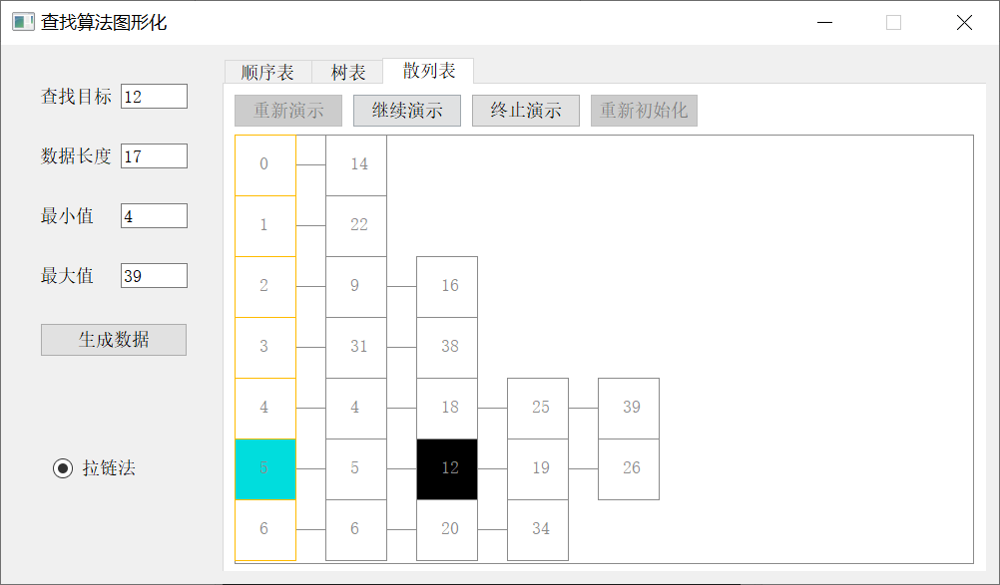 查找算法图形化
顺序表 树表 散列表
查找目标 12
数据长度 17
最小值 4
最大值 39
生成数据
拉链法
重新演示 继续演示 终止演示 重新初始化
0 14
1 22
2 9 16
3 31 38
4 4 18 25 39
5 5 12 19 26
6 6 20 34